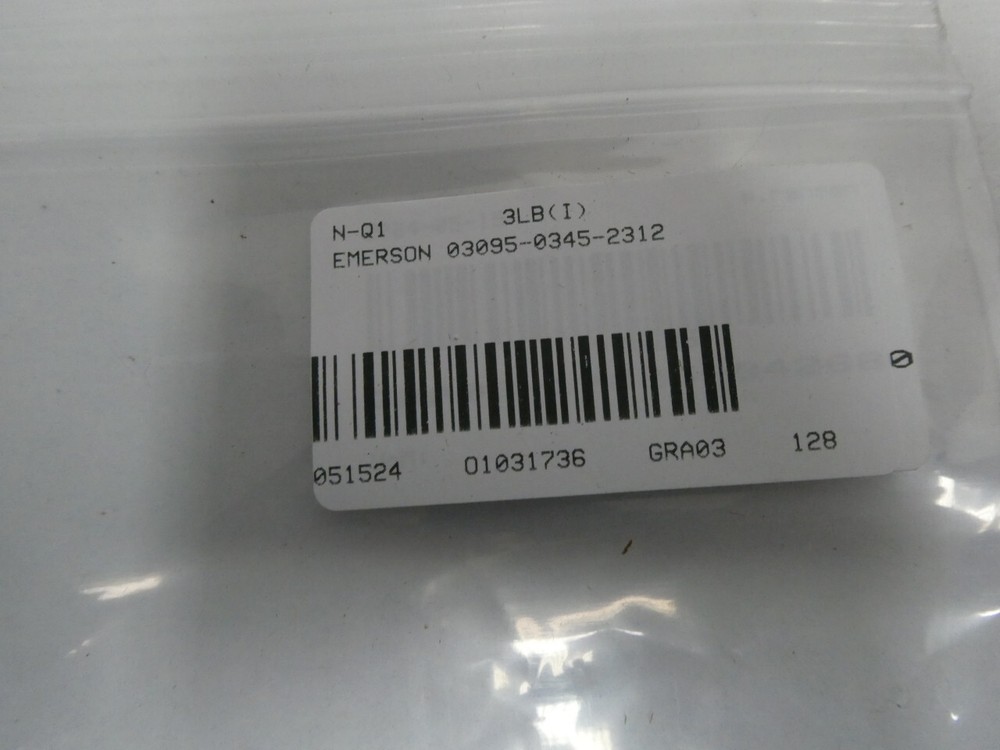 N-Q1 3LB(I)
EMERSON 03095-0345-2312
0
051524 01031736 GRA03 128